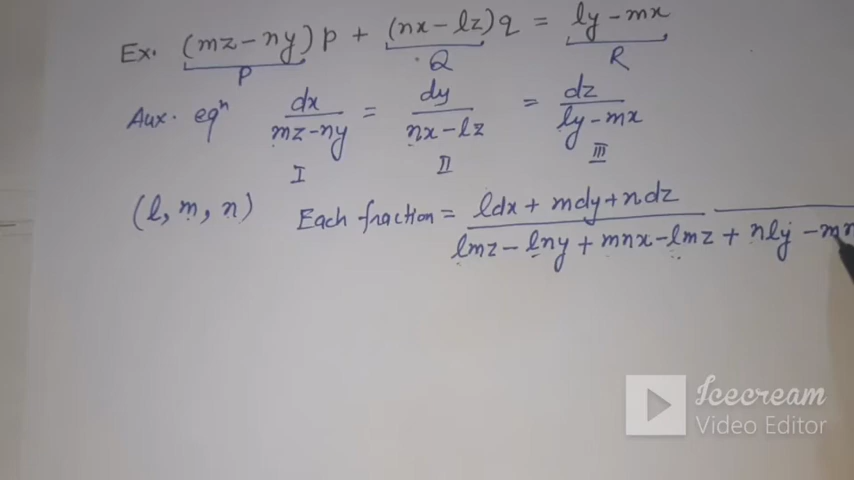 Ex. (mz-ny)p + (nx-lz)q = ly-mx
P Q R
Aux. eqⁿ dx/(mz-ny) = dy/(nx-lz) = dz/(ly-mx)
I II III
(l, m, n) Each fraction = (ldx + mdy + ndz)/(lmz - lny + mnx - lmz + nly - mn
Icecream
Video Editor